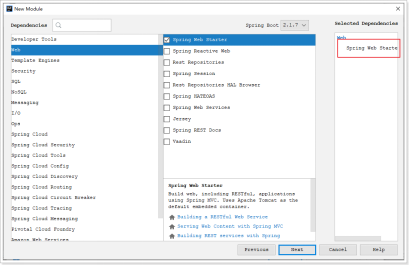 New Module
Dependencies
Spring Boot 2.1.7
Selected Dependencies
Developer Tools
Web
Template Engines
Security
SQL
NoSQL
Messaging
I/O
Ops
Spring Cloud
Spring Cloud Security
Spring Cloud Tools
Spring Cloud Config
Spring Cloud Discovery
Spring Cloud Routing
Spring Cloud Circuit Breaker
Spring Cloud Tracing
Spring Cloud Messaging
Pivotal Cloud Foundry
Amazon Web Services
Spring Web Starter
Spring Reactive Web
Rest Repositories
Spring Session
Rest Repositories HAL Browser
Spring HATEOAS
Spring Web Services
Jersey
Spring REST Docs
Vaadin
Spring Web Starter
Build web, including RESTful, applications
using Spring MVC. Uses Apache Tomcat as the
default embedded container.
Building a RESTful Web Service
Serving Web Content with Spring MVC
Building REST services with Spring
Web
Spring Web Starte
Previous
Next
Cancel
Help